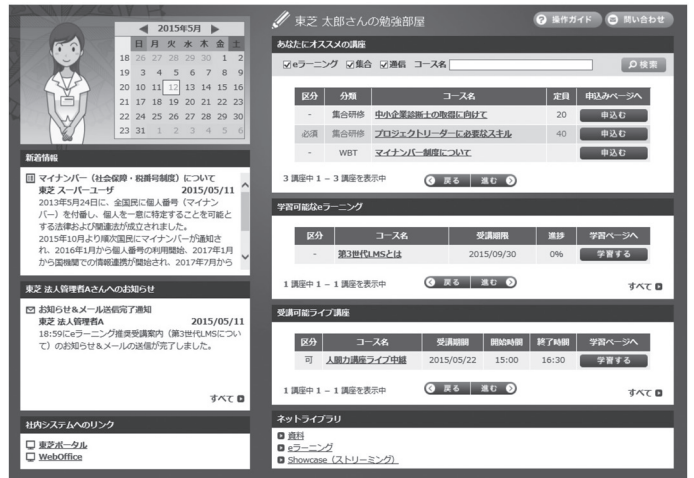 2015年5月
日 月 火 水 木 金 土
18 26 27 28 29 30 1 2
19 3 4 5 6 7 8 9
20 10 11 12 13 14 15 16
21 17 18 19 20 21 22 23
22 24 25 26 27 28 29 30
23 31 1 2 3 4 5 6
新着情報
マイナンバー（社会保障・税番号制度）について
東芝 スーパーユーザ 2015/05/11
2013年5月24日に、全国民に個人番号（マイナン
バー）を付番し、個人を一意に特定することを可能と
する法律および関連法が成立されました。
2015年10月より順次国民にマイナンバーが通知さ
れ、2016年1月から個人番号の利用開始、2017年1月
から国機関での情報連携が開始され、2017年7月から
東芝 法人管理者Aさんへのお知らせ
お知らせ&メール送信完了通知
東芝 法人管理者A 2015/05/11
18:59にeラーニング推奨受講案内（第3世代LMSについ
て）のお知らせ&メールの送信が完了しました。
すべて
社内システムへのリンク
東芝ポータル
WebOffice
東芝 太郎さんの勉強部屋
操作ガイド 問い合わせ
あなたにオススメの講座
eラーニング 集合 通信 コース名 検索
区分 分類 コース名 定員 申込みページへ
- 集合研修 中小企業診断士の取得に向けて 20 申込む
必須 集合研修 プロジェクトリーダーに必要なスキル 40 申込む
- WBT マイナンバー制度について 申込む
3 講座中 1 － 3 講座を表示中 戻る 進む
学習可能なeラーニング
区分 コース名 受講期限 進捗 学習ページへ
- 第3世代LMSとは 2015/09/30 0% 学習する
1 講座中 1 － 1 講座を表示中 戻る 進む すべて
受講可能ライブ講座
区分 コース名 受講期間 開始時間 終了時間 学習ページへ
可 人間力講座ライブ中継 2015/05/22 15:00 16:30 学習する
1 講座中 1 － 1 講座を表示中 戻る 進む すべて
ネットライブラリ
資料
eラーニング
Showcase（ストリーミング）